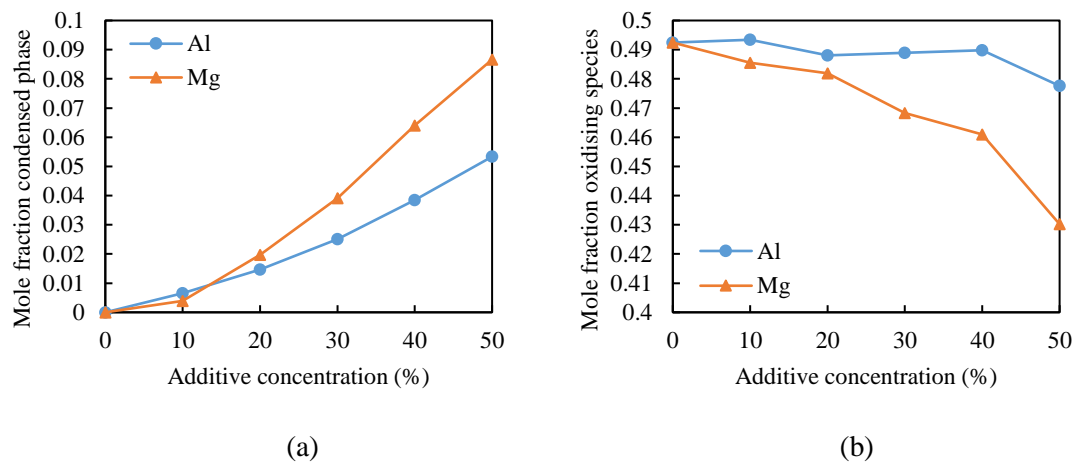 Mole fraction condensed phase
0.1
0.09
0.08
0.07
0.06
0.05
0.04
0.03
0.02
0.01
0
Al
Mg
0 10 20 30 40 50
Additive concentration (%)
(a)
Mole fraction oxidising species
0.5
0.49
0.48
0.47
0.46
0.45
0.44
0.43
0.42
0.41
0.4
Al
Mg
0 10 20 30 40 50
Additive concentration (%)
(b)